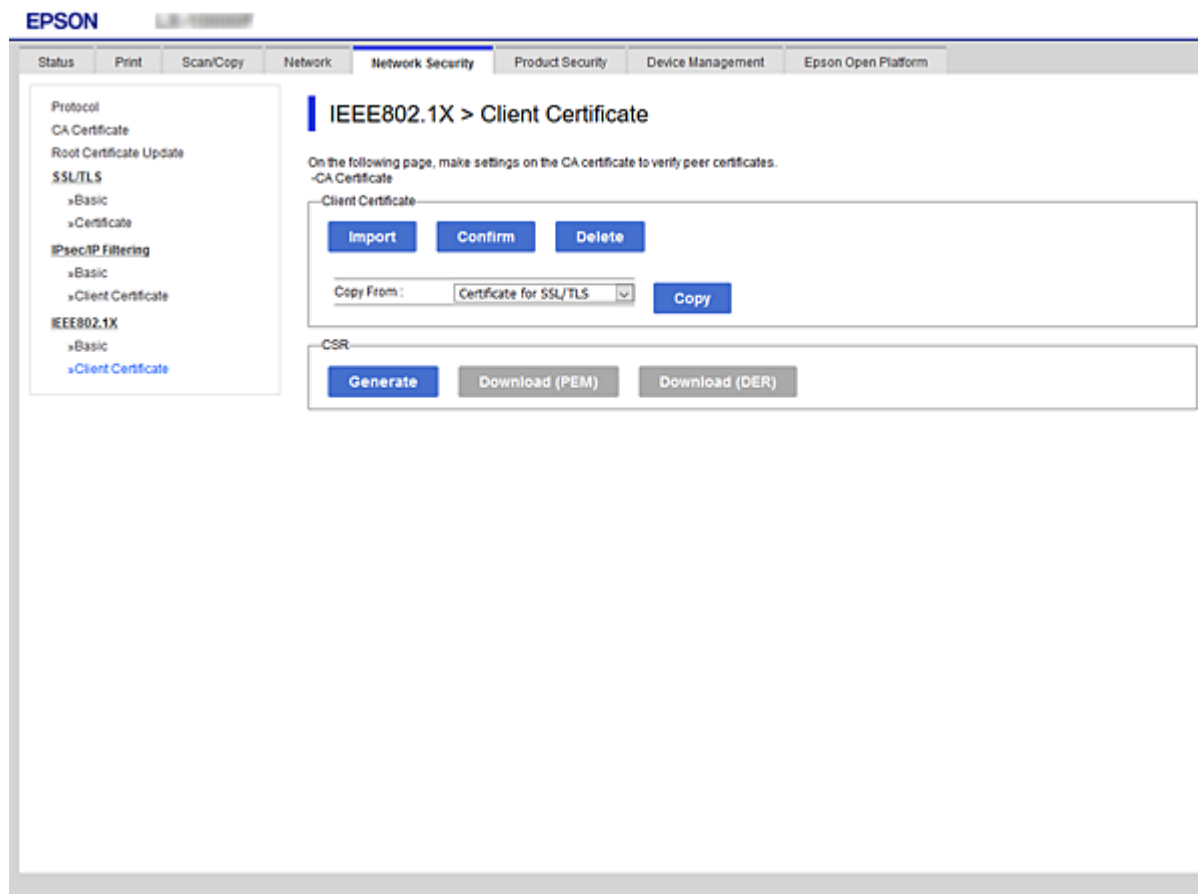 EPSON
Status Print Scan/Copy Network Network Security Product Security Device Management Epson Open Platform
Protocol
CA Certificate
Root Certificate Update
SSL/TLS
»Basic
»Certificate
IPsec/IP Filtering
»Basic
»Client Certificate
IEEE802.1X
»Basic
»Client Certificate
IEEE802.1X > Client Certificate
On the following page, make settings on the CA certificate to verify peer certificates.
-CA Certificate
Client Certificate
Import Confirm Delete
Copy From : Certificate for SSL/TLS Copy
CSR
Generate Download (PEM) Download (DER)